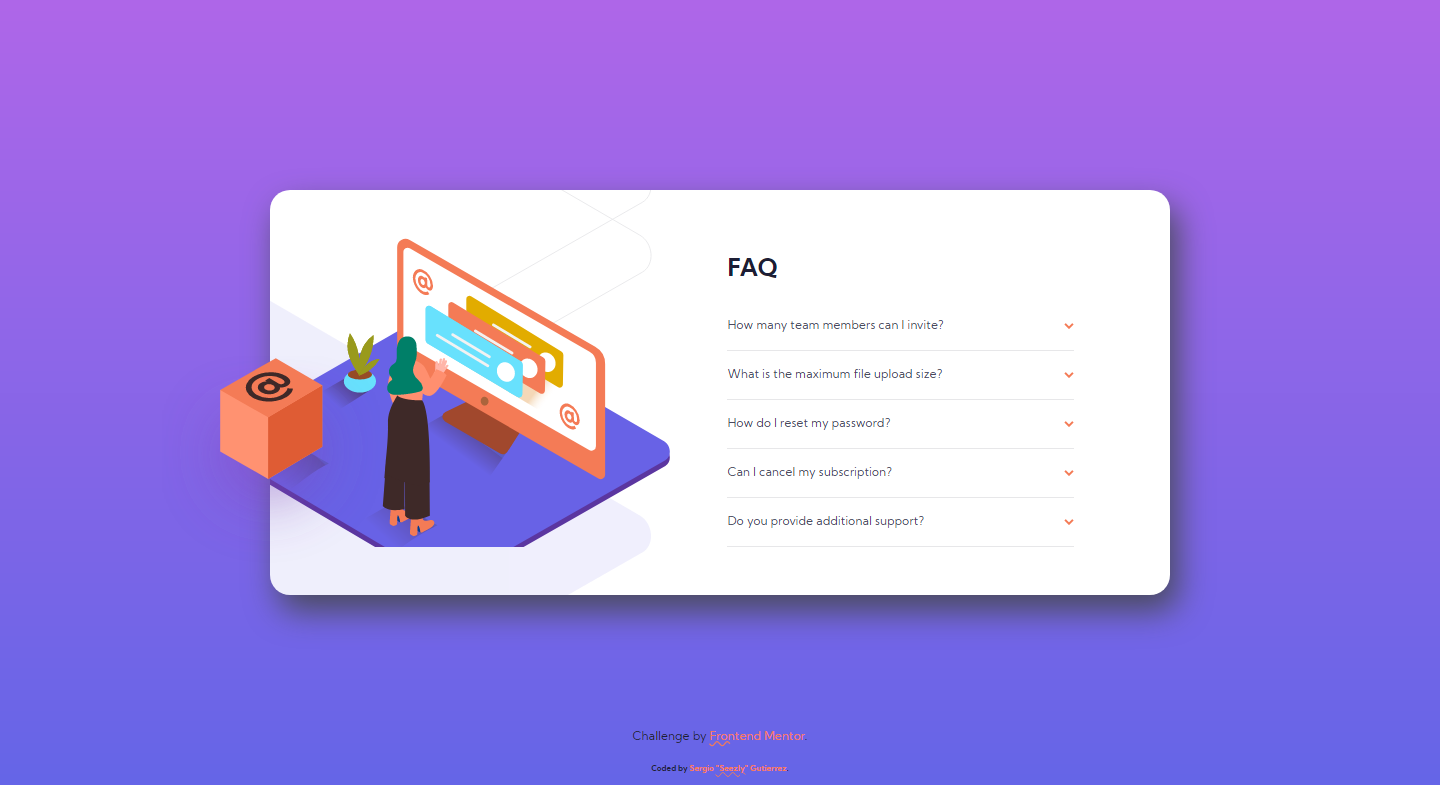 FAQ
How many team members can I invite?
What is the maximum file upload size?
How do I reset my password?
Can I cancel my subscription?
Do you provide additional support?
@
@
@
Challenge by Frontend Mentor.
Coded by Sergio "Seezly" Gutierrez.